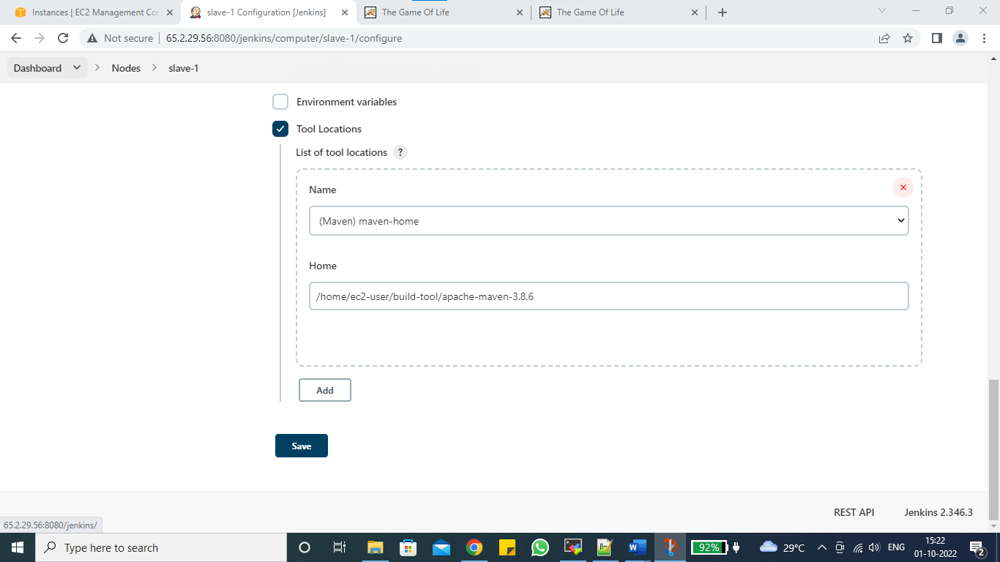 Instances | EC2 Management Con
slave-1 Configuration [Jenkins]
The Game Of Life
The Game Of Life
Not secure
65.2.29.56:8080/jenkins/computer/slave-1/configure
Dashboard
Nodes
slave-1
Environment variables
Tool Locations
List of tool locations ?
Name
(Maven) maven-home
Home
/home/ec2-user/build-tool/apache-maven-3.8.6
Add
Save
REST API
Jenkins 2.346.3
65.2.29.56:8080/jenkins/
Type here to search
92%
29°C
ENG
15:22
01-10-2022
2